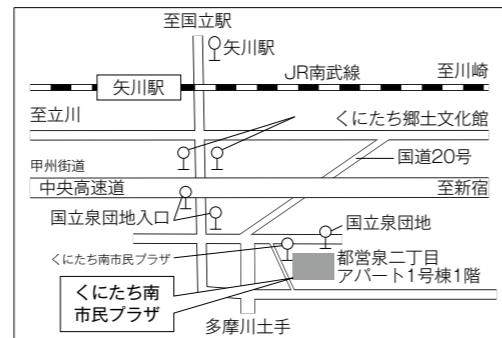 至国立駅
矢川駅
JR南武線
至川崎
矢川駅
至立川
くにたち郷土文化館
甲州街道
国道20号
中央高速道
至新宿
国立泉団地入口
国立泉団地
くにたち南市民プラザ
都営泉二丁目
アパート1号棟1階
くにたち南
市民プラザ
多摩川土手